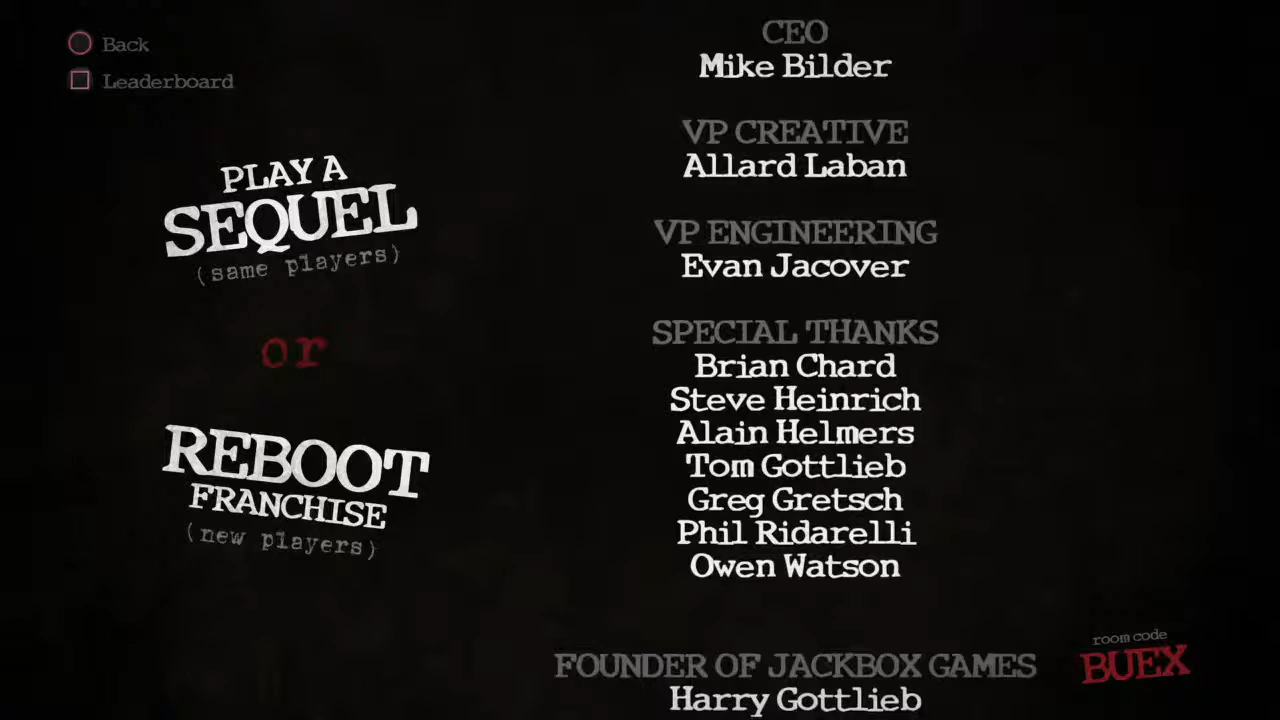 Back
Leaderboard
PLAY A
SEQUEL
(same players)
or
REBOOT
FRANCHISE
(new players)
CEO
Mike Bilder
VP CREATIVE
Allard Laban
VP ENGINEERING
Evan Jacover
SPECIAL THANKS
Brian Chard
Steve Heinrich
Alain Helmers
Tom Gottlieb
Greg Gretsch
Phil Ridarelli
Owen Watson
FOUNDER OF JACKBOX GAMES
Harry Gottlieb
room code
BUEX